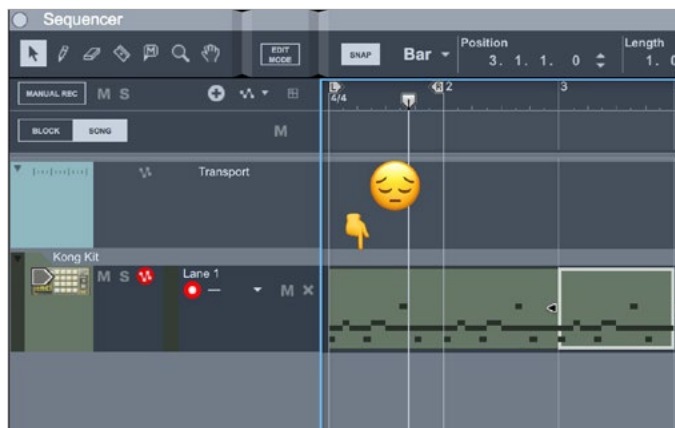 Sequencer
EDIT MODE
SNAP
Bar
Position
3. 1. 1. 0
Length
1. 0
MANUAL REC
M S
L
R
2
3
4/4
BLOCK
SONG
M
Transport
Kong Kit
M S
Lane 1
M